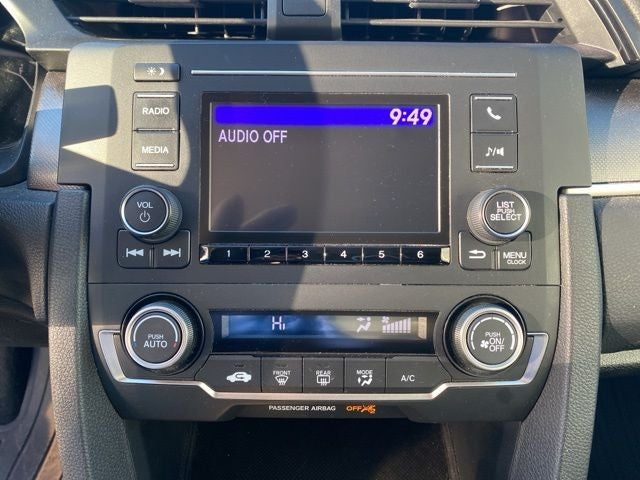 9:49
RADIO
AUDIO OFF
MEDIA
VOL
LIST
PUSH
SELECT
1 2 3 4 5 6
MENU
CLOCK
Hi
PUSH
AUTO
PUSH
ON/
OFF
FRONT
REAR
MODE
A/C
PASSENGER AIRBAG OFF